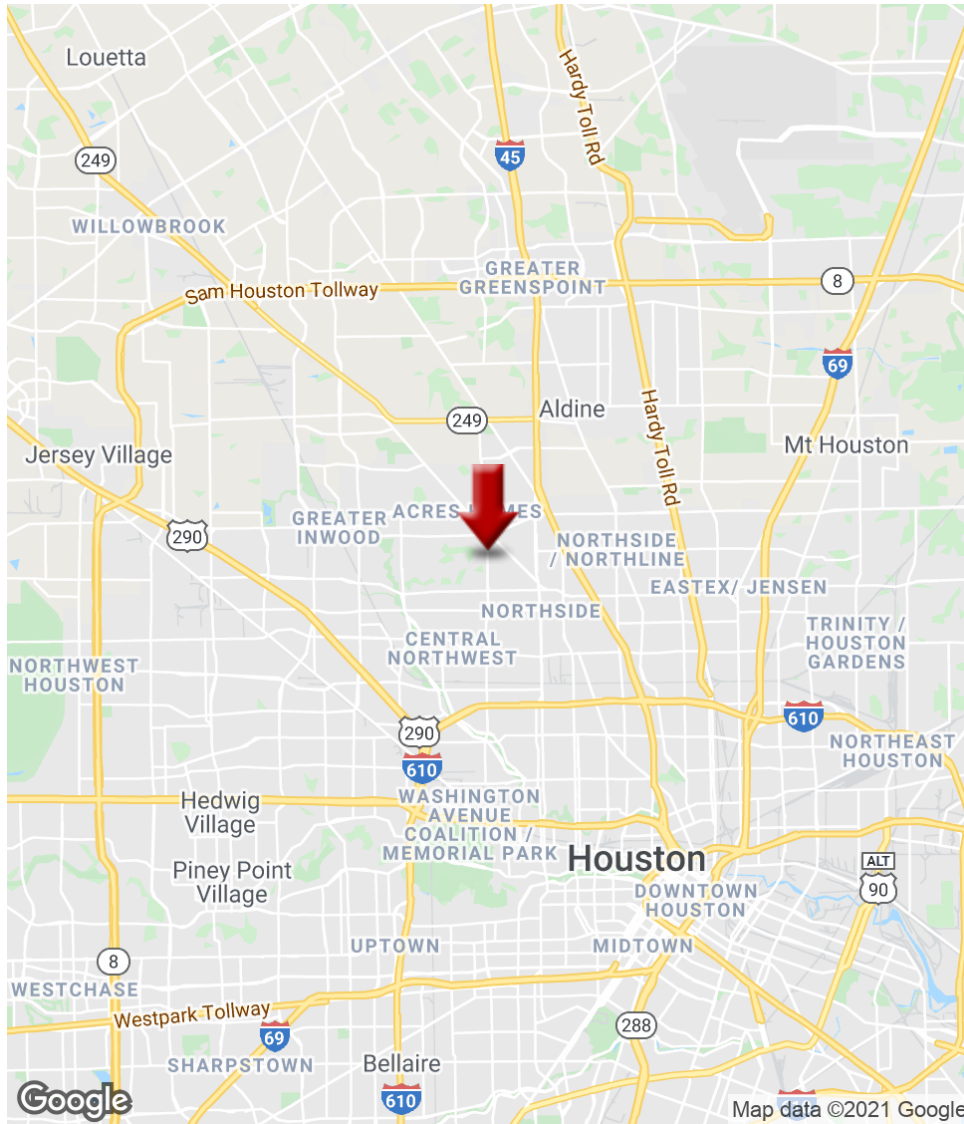 Louetta
Hardy Toll Rd
45
249
WILLOWBROOK
GREATER
GREENSPOINT
Sam Houston Tollway
8
69
Aldine
249
Hardy Toll Rd
Mt Houston
Jersey Village
290
GREATER
INWOOD
NORTHSIDE
/ NORTHLINE
EASTEX/ JENSEN
NORTHSIDE
TRINITY /
HOUSTON
GARDENS
CENTRAL
NORTHWEST
NORTHWEST
HOUSTON
290
610
610
NORTHEAST
HOUSTON
Hedwig
Village
WASHINGTON
AVENUE
COALITION /
MEMORIAL PARK
Houston
Piney Point
Village
ALT
90
DOWNTOWN
HOUSTON
UPTOWN
MIDTOWN
8
WESTCHASE
Westpark Tollway
69
288
SHARPSTOWN
Bellaire
610
Google
Map data ©2021 Google